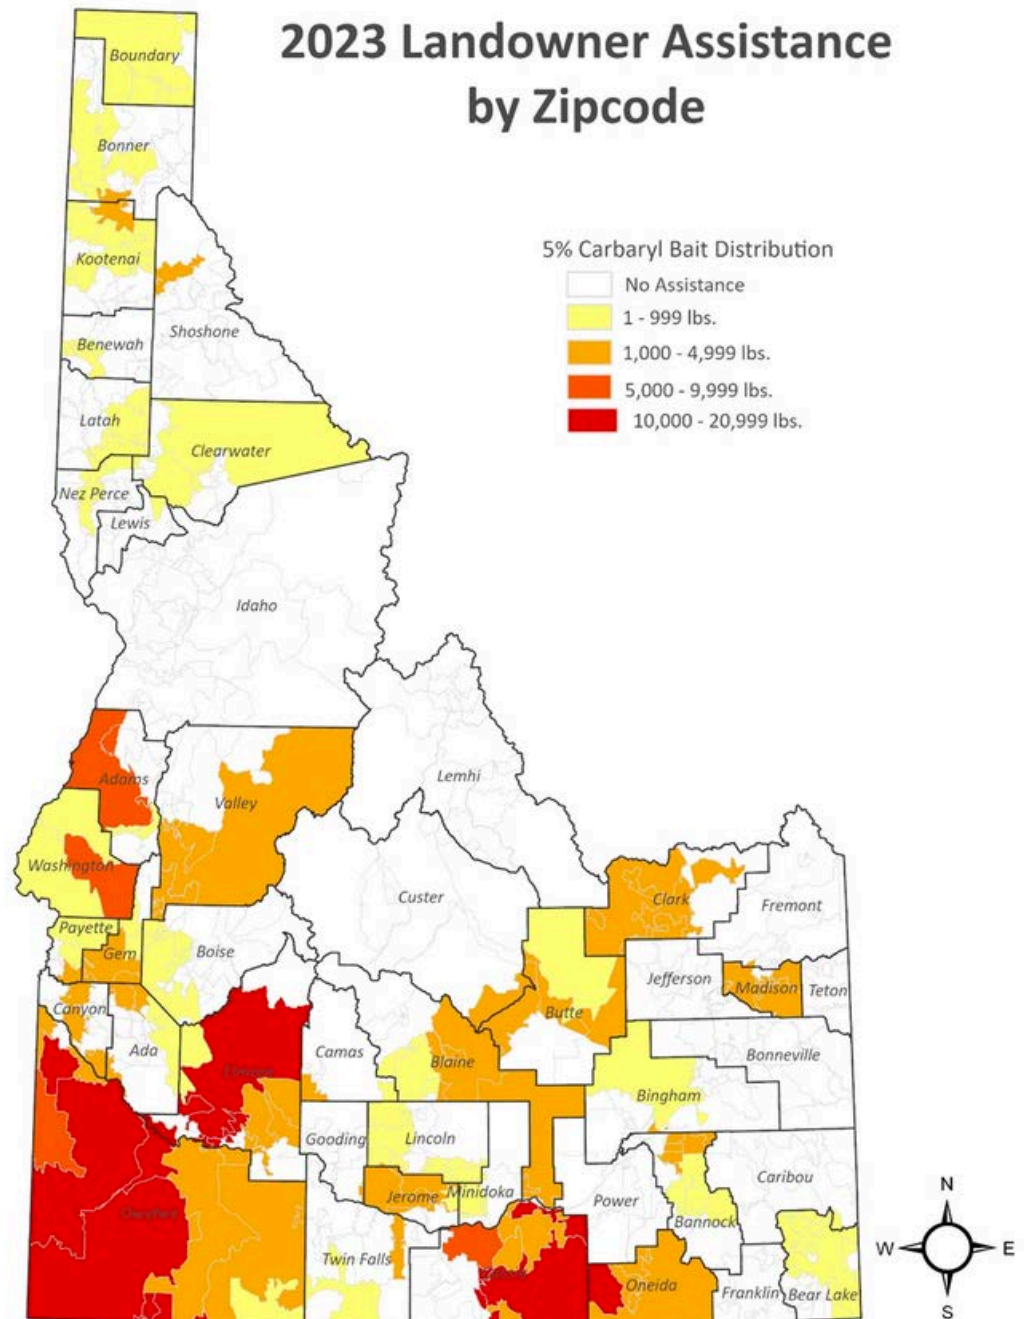 2023 Landowner Assistance
by Zipcode
5% Carbaryl Bait Distribution
No Assistance
1 - 999 lbs.
1,000 - 4,999 lbs.
5,000 - 9,999 lbs.
10,000 - 20,999 lbs.
Boundary
Bonner
Kootenai
Shoshone
Benewah
Latah
Clearwater
Nez Perce
Lewis
Idaho
Adams
Valley
Lemhi
Washington
Custer
Clark
Fremont
Payette
Gem
Boise
Jefferson
Madison
Teton
Canyon
Butte
Ada
Camas
Blaine
Bonneville
Elmore
Bingham
Gooding
Lincoln
Caribou
Jerome
Minidoka
Power
Owyhee
Bannock
Twin Falls
Cassia
Oneida
Franklin
Bear Lake
N
W
E
S